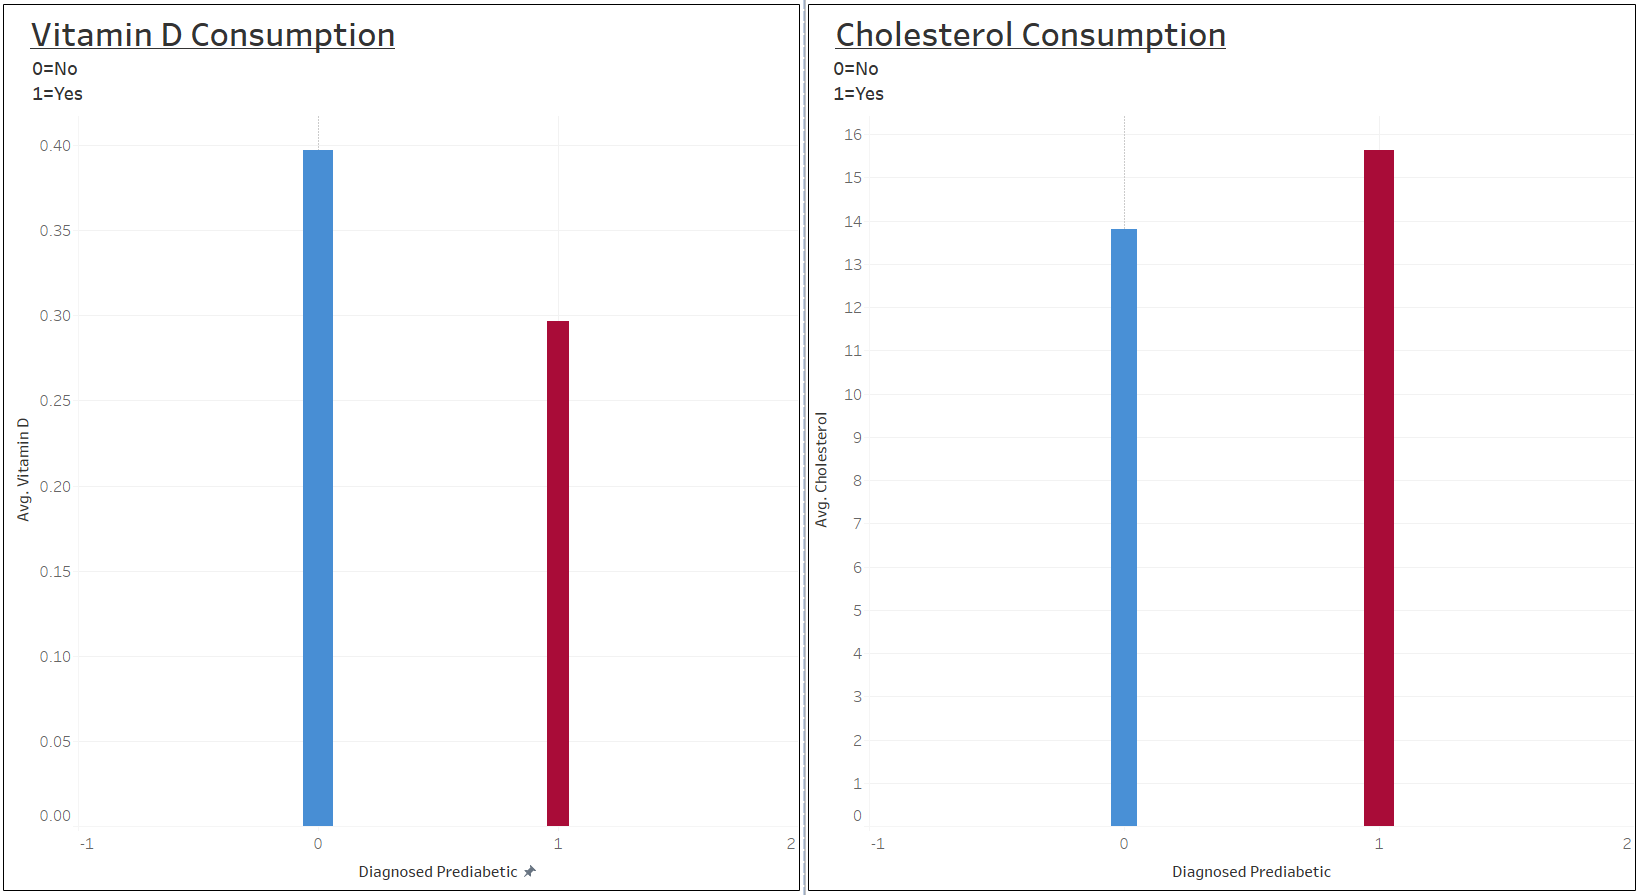 Vitamin D Consumption
0=No
1=Yes
0.40
0.35
0.30
0.25
0.20
0.15
0.10
0.05
0.00
Avg. Vitamin D
-1 0 1 2
Diagnosed Prediabetic
Cholesterol Consumption
0=No
1=Yes
16
15
14
13
12
11
10
9
8
7
6
5
4
3
2
1
0
Avg. Cholesterol
-1 0 1 2
Diagnosed Prediabetic